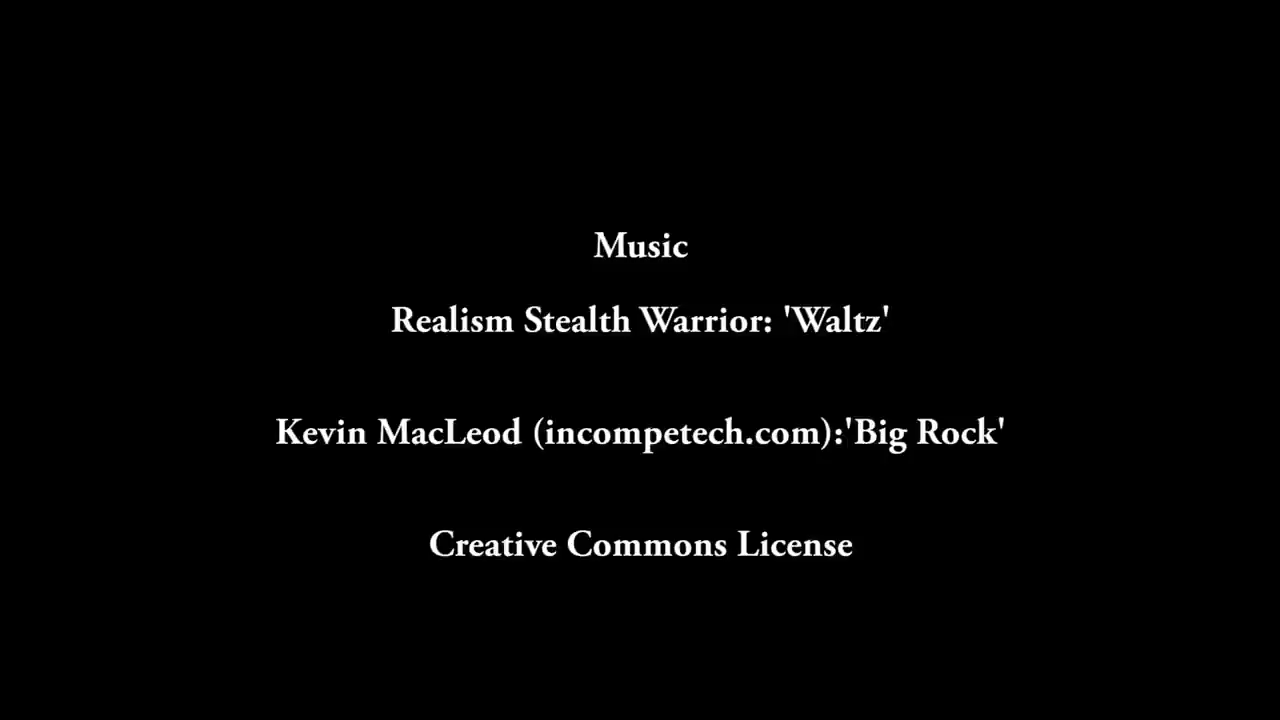 Music
Realism Stealth Warrior: 'Waltz'
Kevin MacLeod (incompetech.com):'Big Rock'
Creative Commons License